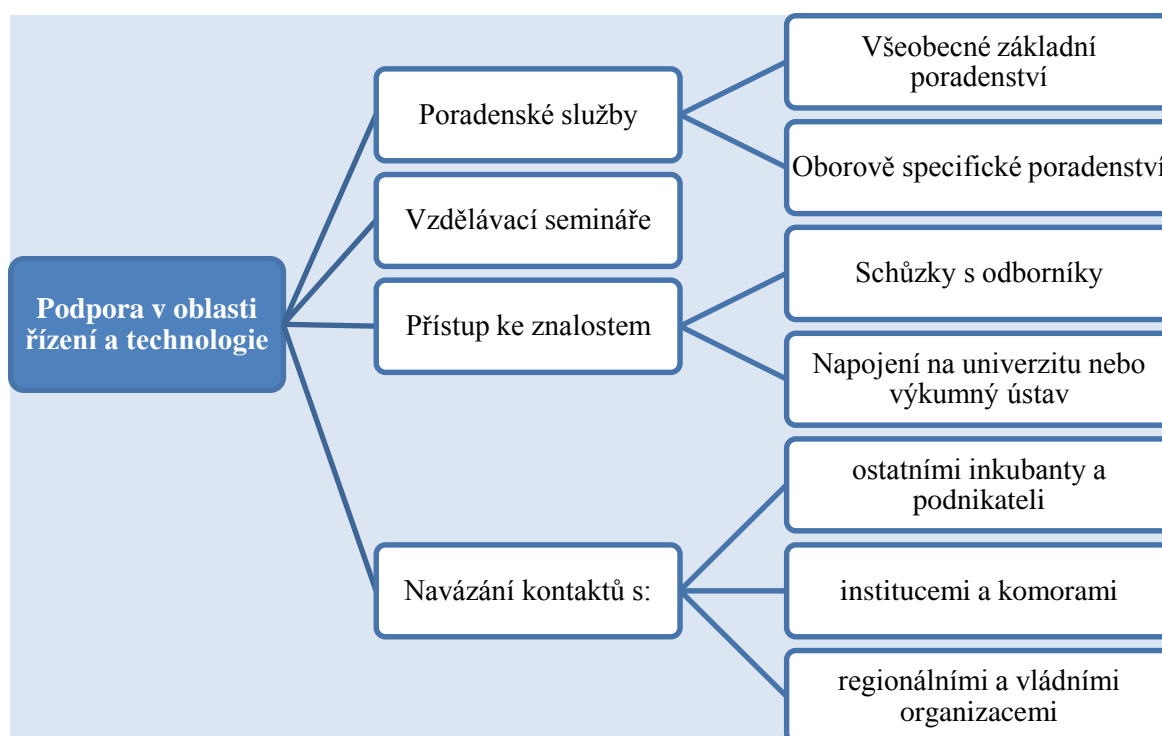 Podpora v oblasti
řízení a technologie
Poradenské služby
Všeobecné základní
poradenství
Oborově specifické poradenství
Vzdělávací semináře
Přístup ke znalostem
Schůzky s odborníky
Napojení na univerzitu nebo
výkumný ústav
Navázání kontaktů s:
ostatními inkubanty a
podnikateli
institucemi a komorami
regionálními a vládními
organizacemi